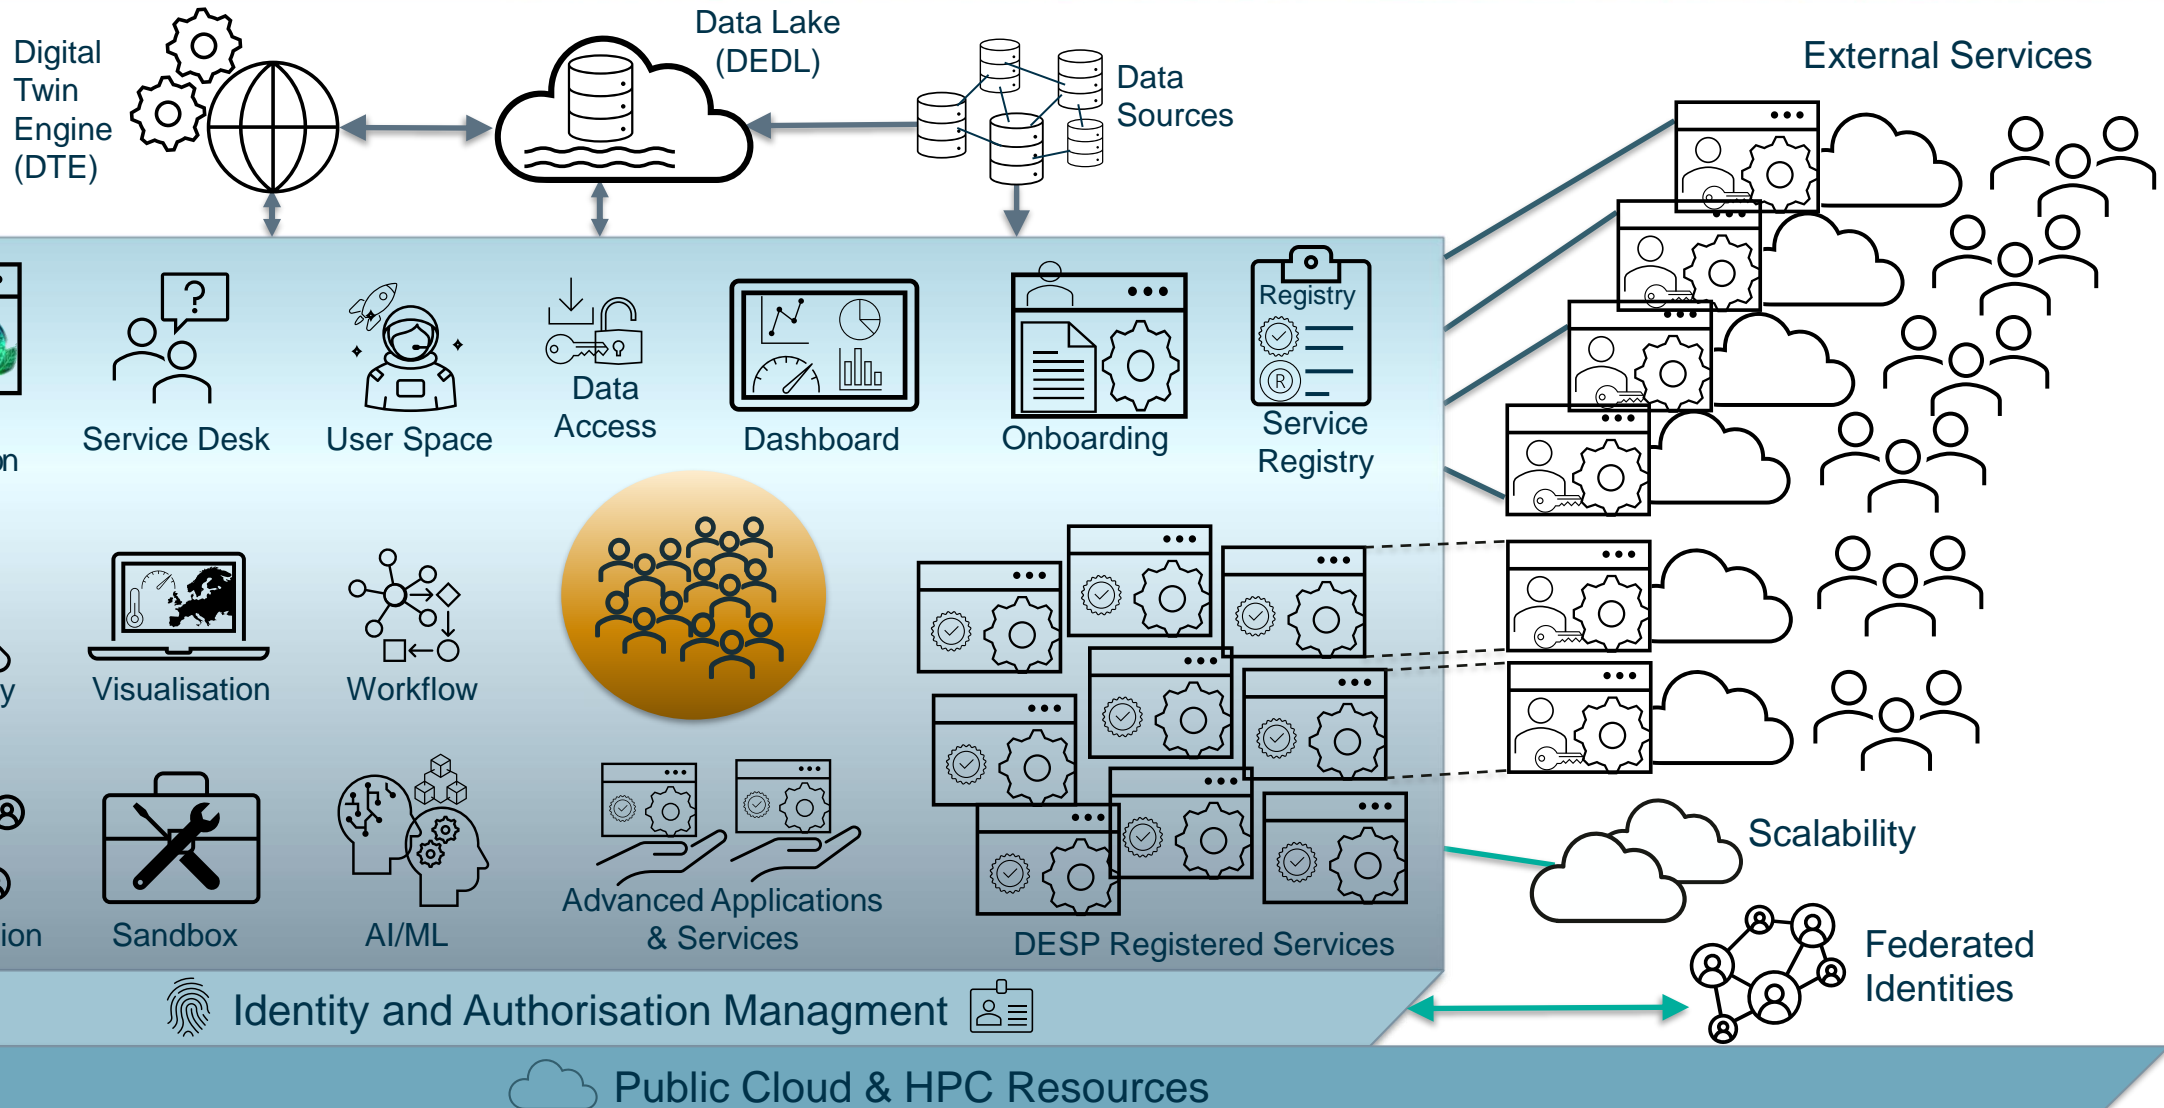 Digital
Twin
Engine
(DTE)
Data Lake
(DEDL)
Data
Sources
External Services
?
Registry
R
Service Desk
User Space
Data
Access
Dashboard
Onboarding
Service
Registry
Visualisation
Workflow
Sandbox
AI/ML
Advanced Applications
& Services
DESP Registered Services
Scalability
Federated
Identities
Identity and Authorisation Managment
Public Cloud & HPC Resources